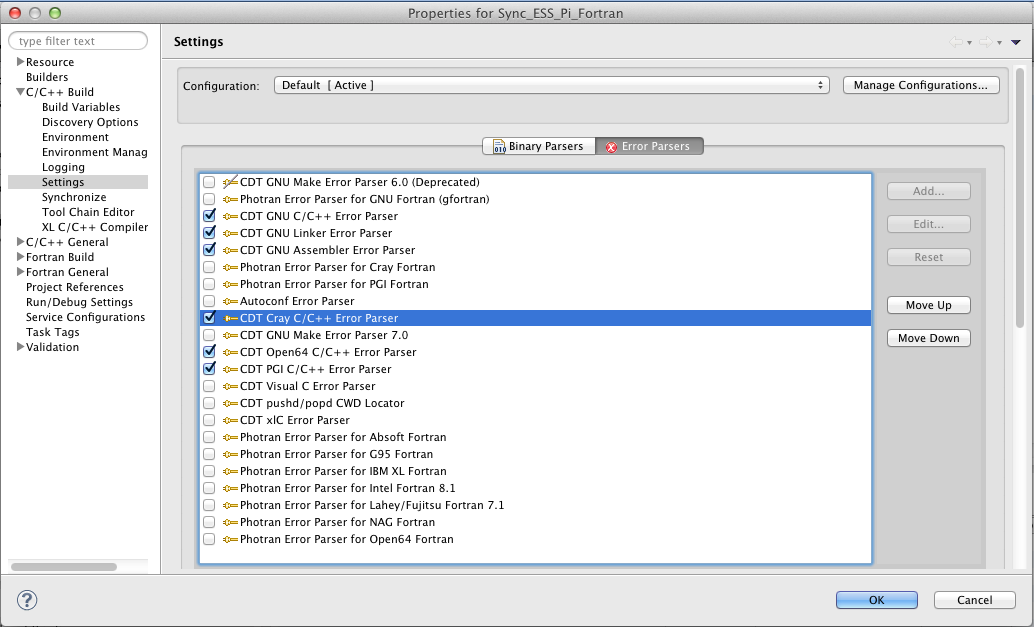 Properties for Sync_ESS_Pi_Fortran
type filter text
Resource
Builders
C/C++ Build
Build Variables
Discovery Options
Environment
Environment Manag
Logging
Settings
Synchronize
Tool Chain Editor
XL C/C++ Compiler
C/C++ General
Fortran Build
Fortran General
Project References
Run/Debug Settings
Service Configurations
Task Tags
Validation
Settings
Configuration:
Default [ Active ]
Manage Configurations...
Binary Parsers
Error Parsers
CDT GNU Make Error Parser 6.0 (Deprecated)
Photran Error Parser for GNU Fortran (gfortran)
CDT GNU C/C++ Error Parser
CDT GNU Linker Error Parser
CDT GNU Assembler Error Parser
Photran Error Parser for Cray Fortran
Photran Error Parser for PGI Fortran
Autoconf Error Parser
CDT Cray C/C++ Error Parser
CDT GNU Make Error Parser 7.0
CDT Open64 C/C++ Error Parser
CDT PGI C/C++ Error Parser
CDT Visual C Error Parser
CDT pushd/popd CWD Locator
CDT xlC Error Parser
Photran Error Parser for Absoft Fortran
Photran Error Parser for G95 Fortran
Photran Error Parser for IBM XL Fortran
Photran Error Parser for Intel Fortran 8.1
Photran Error Parser for Lahey/Fujitsu Fortran 7.1
Photran Error Parser for NAG Fortran
Photran Error Parser for Open64 Fortran
Add...
Edit...
Reset
Move Up
Move Down
?
OK
Cancel